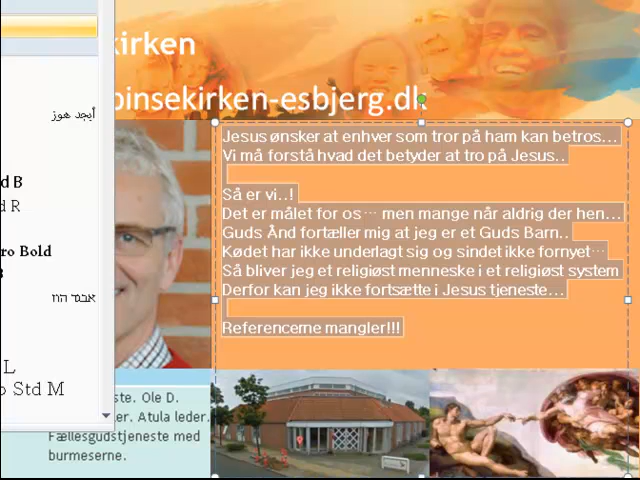 kirken
pinsekirken-esbjerg.dk
أبجد هوز
d B
d R
ro Bold
B
אבגד הוז
L
o Std M
Jesus ønsker at enhver som tror på ham kan betros...
Vi må forstå hvad det betyder at tro på Jesus..
Så er vi..!
Det er målet for os ... men mange når aldrig der hen...
Guds Ånd fortæller mig at jeg er et Guds Barn..
Kødet har ikke underlagt sig og sindet ikke fornyet...
Så bliver jeg et religiøst menneske i et religiøst system
Derfor kan jeg ikke fortsætte i Jesus tjeneste...
Referencerne mangler!!!
ste. Ole D.
er. Atula leder.
Fællesgudstjeneste med
burmeserne.